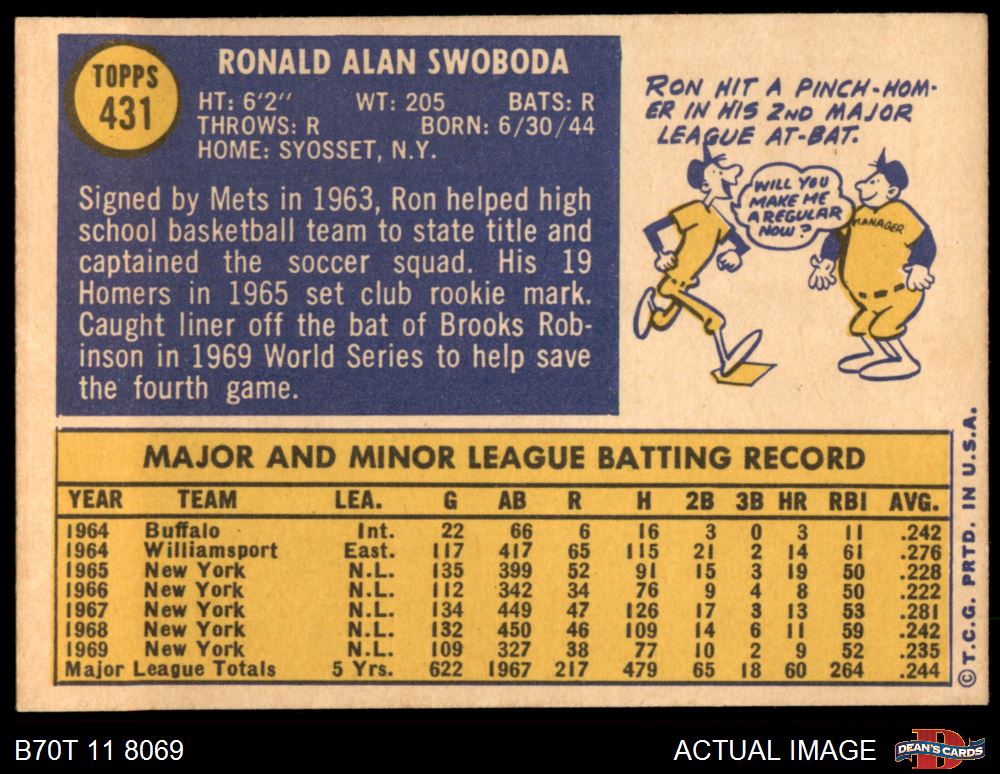 TOPPS
431
RONALD ALAN SWOBODA
HT: 6'2" WT: 205 BATS: R
THROWS: R BORN: 6/30/44
HOME: SYOSSET, N.Y.
Signed by Mets in 1963, Ron helped high
school basketball team to state title and
captained the soccer squad. His 19
Homers in 1965 set club rookie mark.
Caught liner off the bat of Brooks Rob-
inson in 1969 World Series to help save
the fourth game.
RON HIT A PINCH-HOM-
ER IN HIS 2ND MAJOR
LEAGUE AT-BAT.
WILL YOU
MAKE ME
A REGULAR
NOW?
MANAGER
MAJOR AND MINOR LEAGUE BATTING RECORD
YEAR TEAM LEA. G AB R H 2B 3B HR RBI AVG.
1964 Buffalo Int. 22 66 6 16 3 0 3 11 .242
1964 Williamsport East. 117 417 65 115 21 2 14 61 .276
1965 New York N.L. 135 399 52 91 15 3 19 50 .228
1966 New York N.L. 112 342 34 76 9 4 8 50 .222
1967 New York N.L. 134 449 47 126 17 3 13 53 .281
1968 New York N.L. 132 450 46 109 14 6 11 59 .242
1969 New York N.L. 109 327 38 77 10 2 9 52 .235
Major League Totals 5 Yrs. 622 1967 217 479 65 18 60 264 .244
© T.C.G. PRTD. IN U.S.A.
B70T 11 8069
ACTUAL IMAGE
DEAN'S CARDS